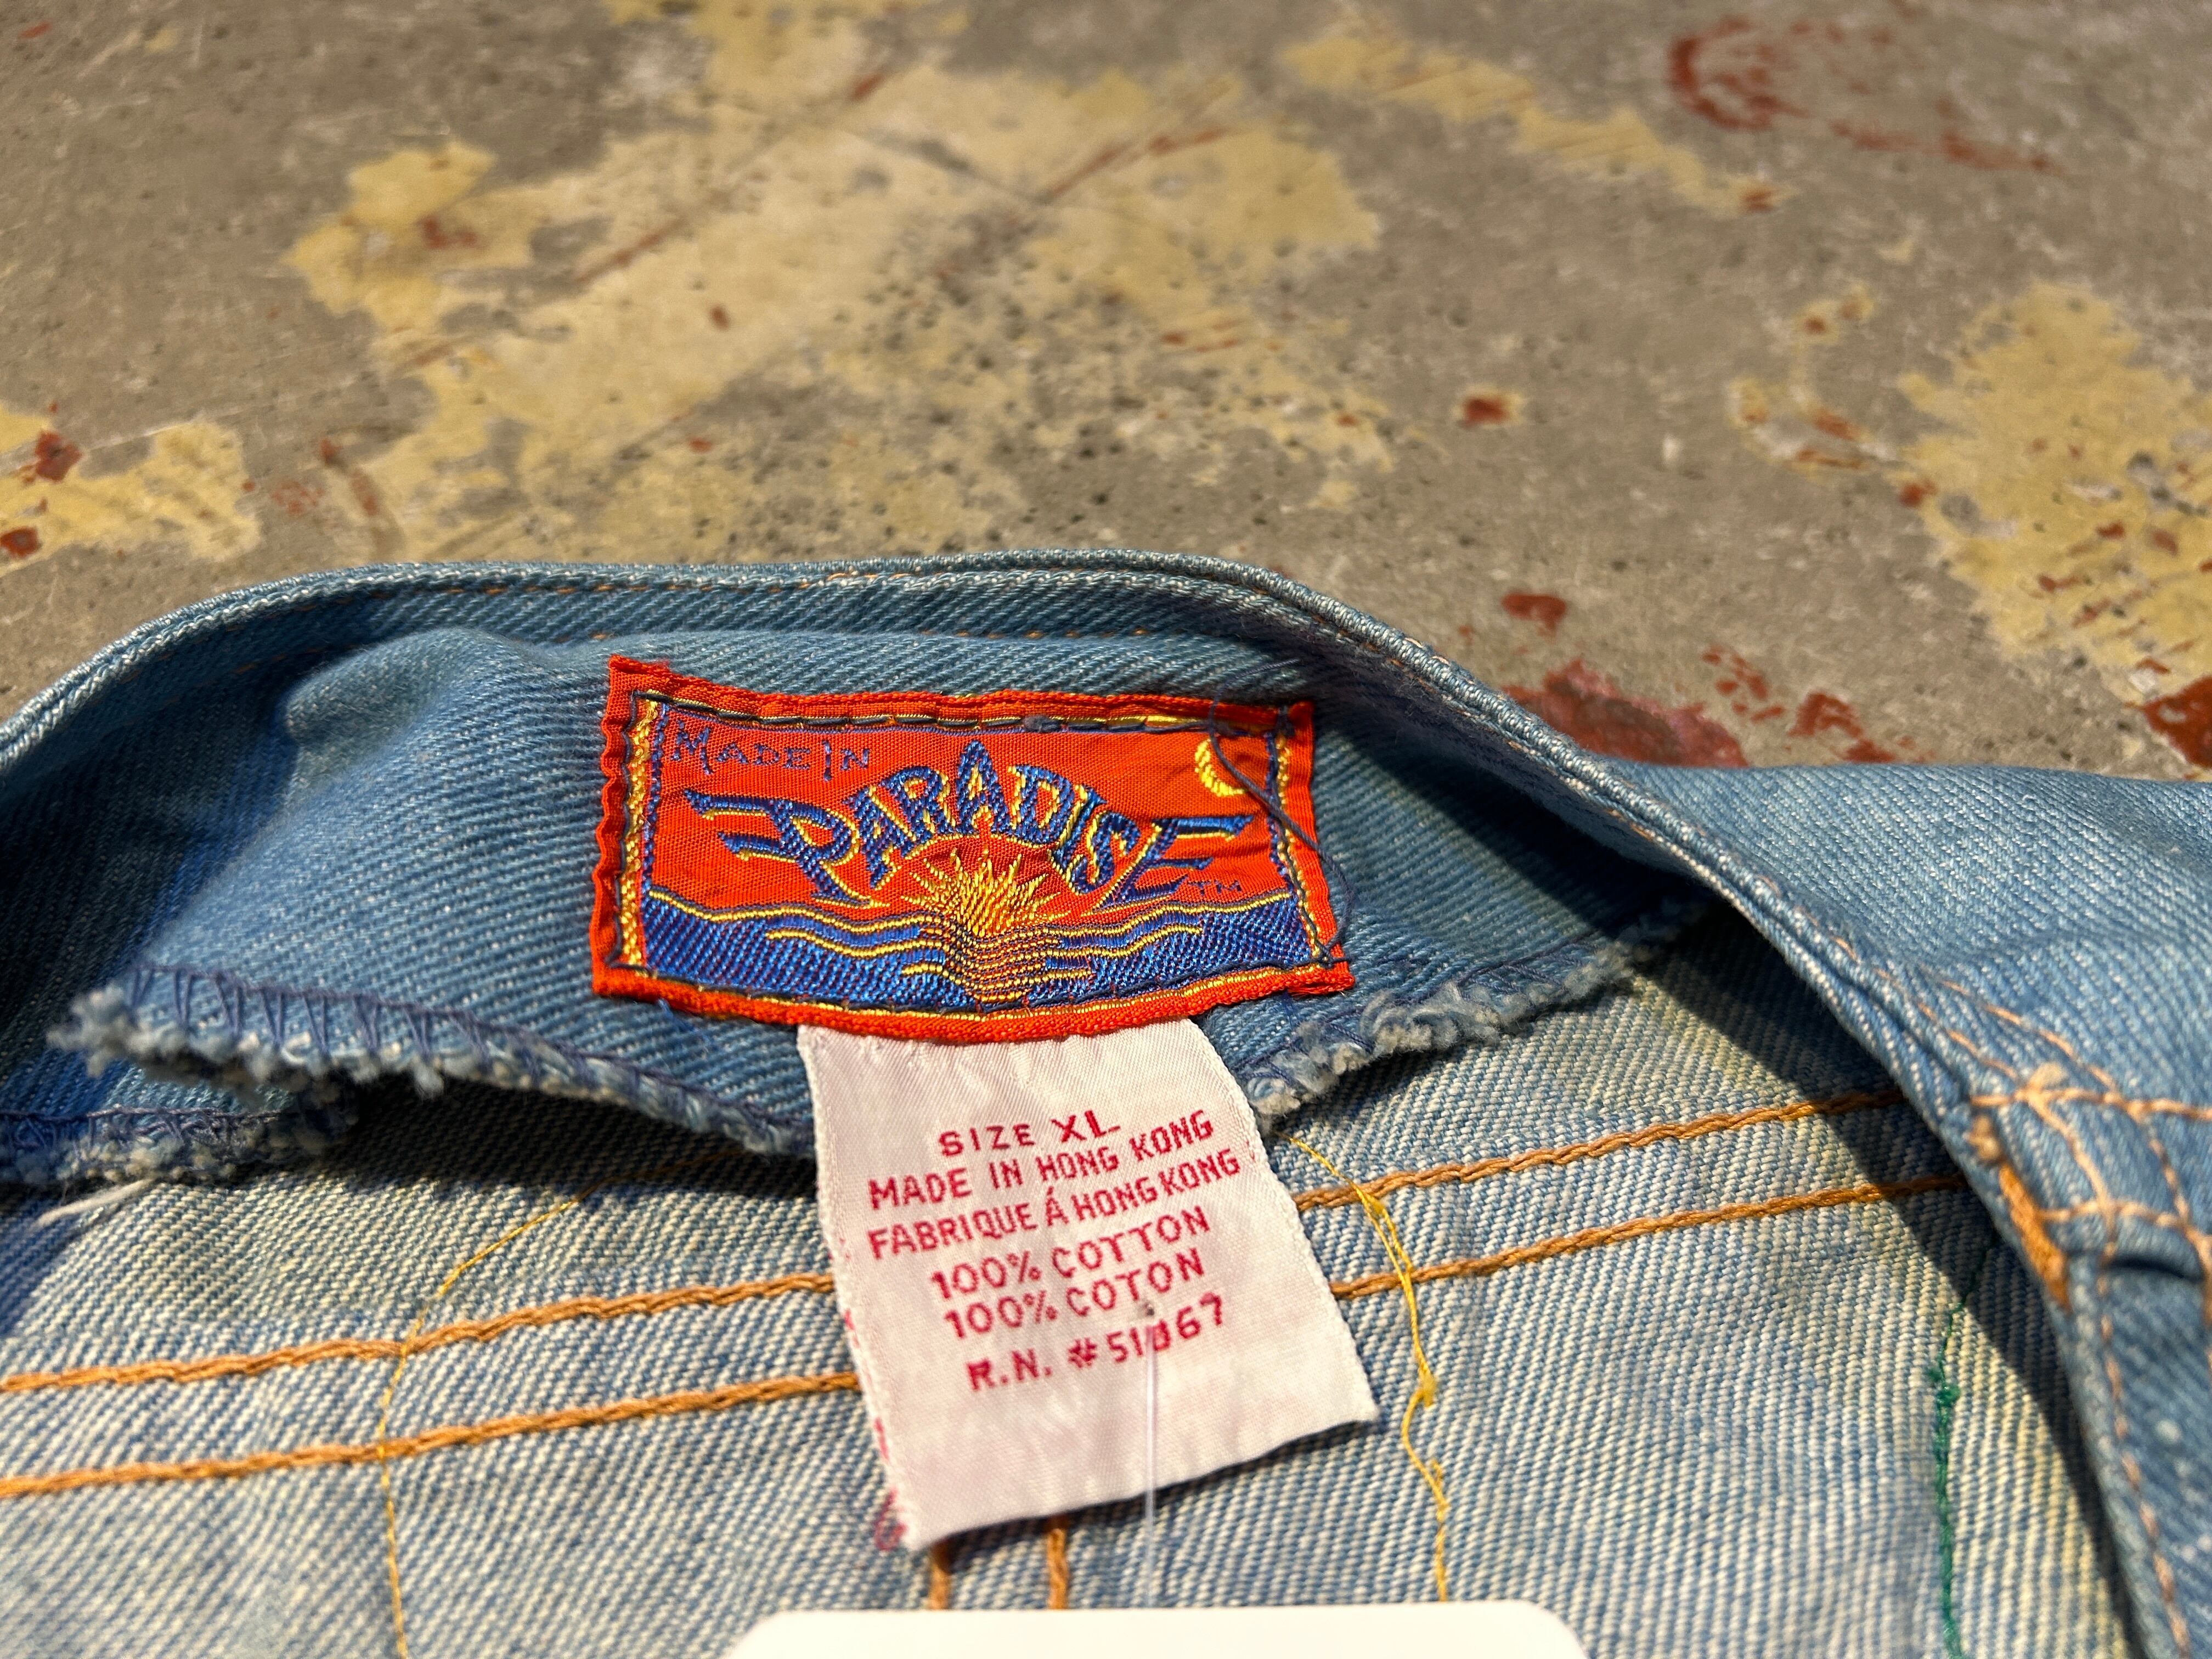 MADE IN
PARADISE
TM
SIZE XL
MADE IN HONG KONG
FABRIQUE Á HONG KONG
100% COTTON
100% COTON
R.N. #51067